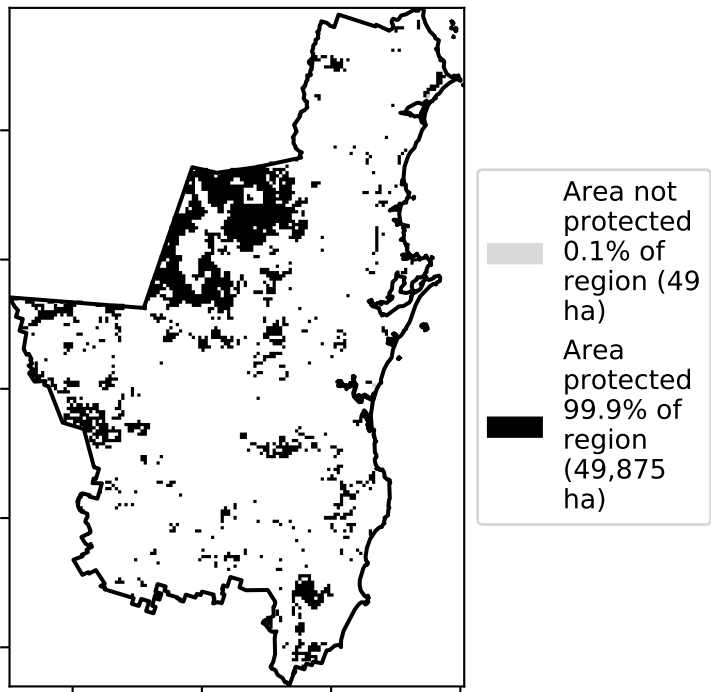 Area not
protected
0.1% of
region (49
ha)
Area
protected
99.9% of
region
(49,875
ha)